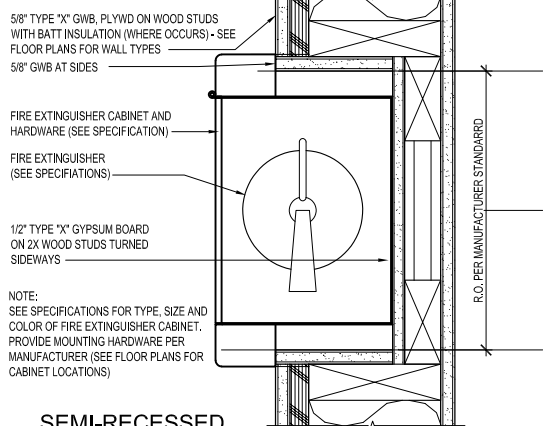 5/8" TYPE "X" GWB, PLYWD ON WOOD STUDS
WITH BATT INSULATION (WHERE OCCURS) - SEE
FLOOR PLANS FOR WALL TYPES
5/8" GWB AT SIDES
FIRE EXTINGUISHER CABINET AND
HARDWARE (SEE SPECIFICATION)
FIRE EXTINGUISHER
(SEE SPECIFIATIONS)
1/2" TYPE "X" GYPSUM BOARD
ON 2X WOOD STUDS TURNED
SIDEWAYS
NOTE:
SEE SPECIFICATIONS FOR TYPE, SIZE AND
COLOR OF FIRE EXTINGUISHER CABINET.
PROVIDE MOUNTING HARDWARE PER
MANUFACTURER (SEE FLOOR PLANS FOR
CABINET LOCATIONS)
R.O. PER MANUFACTURER STANDARRD
SEMI-RECESSED